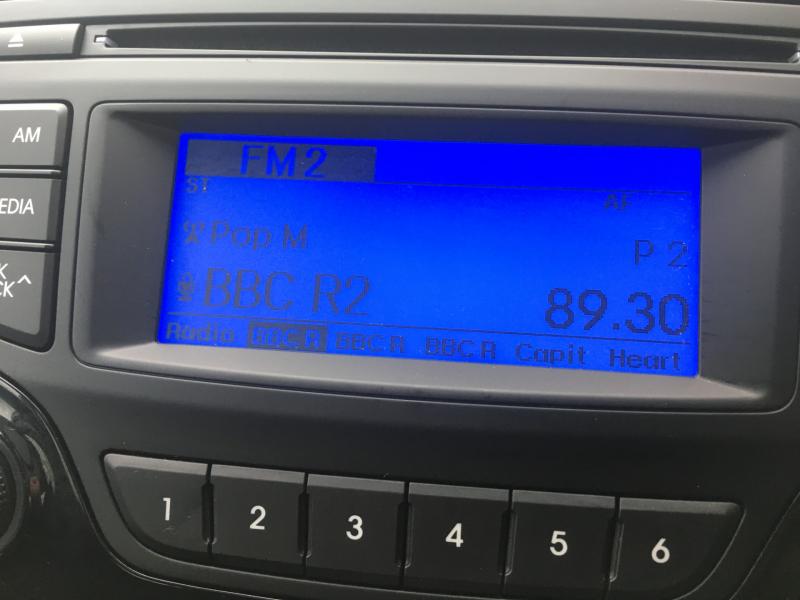 AM
EDIA
K
CK ^
FM2
ST AF
Pop M P 2
BBC R2 89.30
Radio BBC R BBC R BBC R Capit Heart
1 2 3 4 5 6